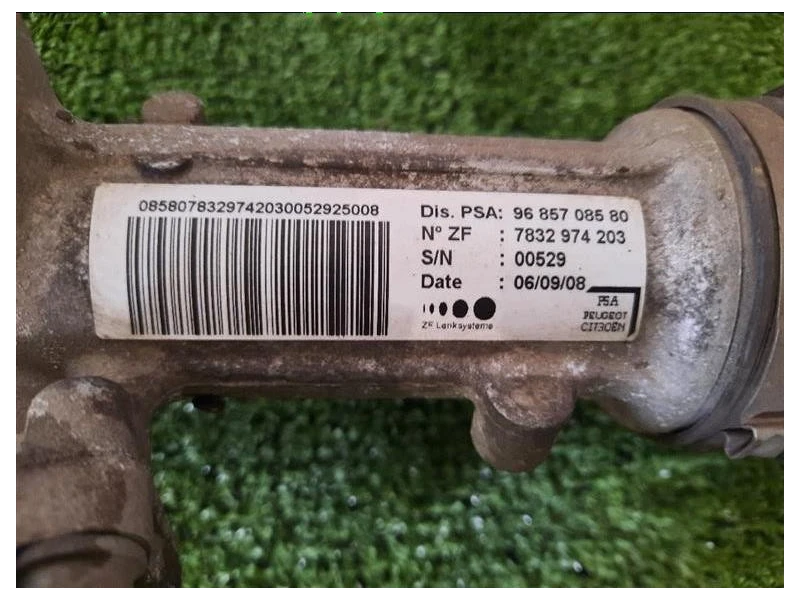 0858078329742030052925008
Dis. PSA: 96 857 085 80
Nº ZF : 7832 974 203
S/N : 00529
Date : 06/09/08
ZF Lenksysteme
PSA
PEUGEOT
CITROËN